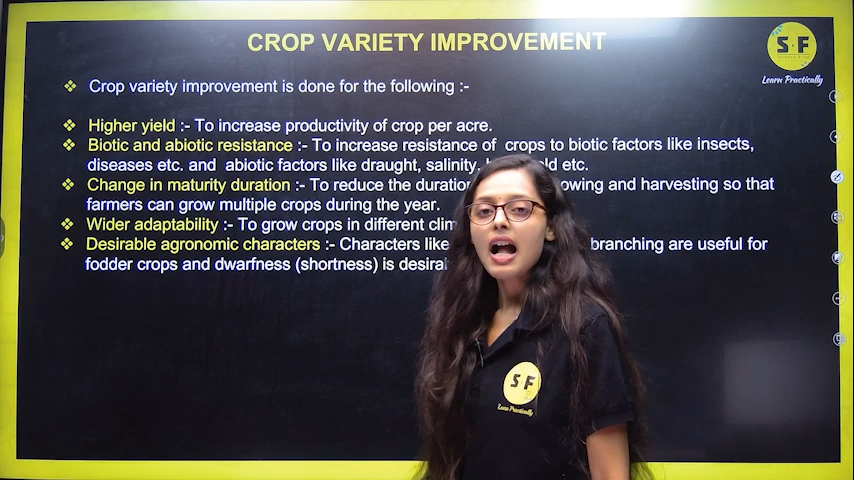 CROP VARIETY IMPROVEMENT
S F
Learn Practically
❖ Crop variety improvement is done for the following :-
❖ Higher yield :- To increase productivity of crop per acre.
❖ Biotic and abiotic resistance :- To increase resistance of crops to biotic factors like insects,
diseases etc. and abiotic factors like draught, salinity, etc.
❖ Change in maturity duration :- To reduce the duration and harvesting so that
farmers can grow multiple crops during the year.
❖ Wider adaptability :- To grow crops in different
❖ Desirable agronomic characters :- Characters like branching are useful for
fodder crops and dwarfness (shortness) is
S F
Learn Practically